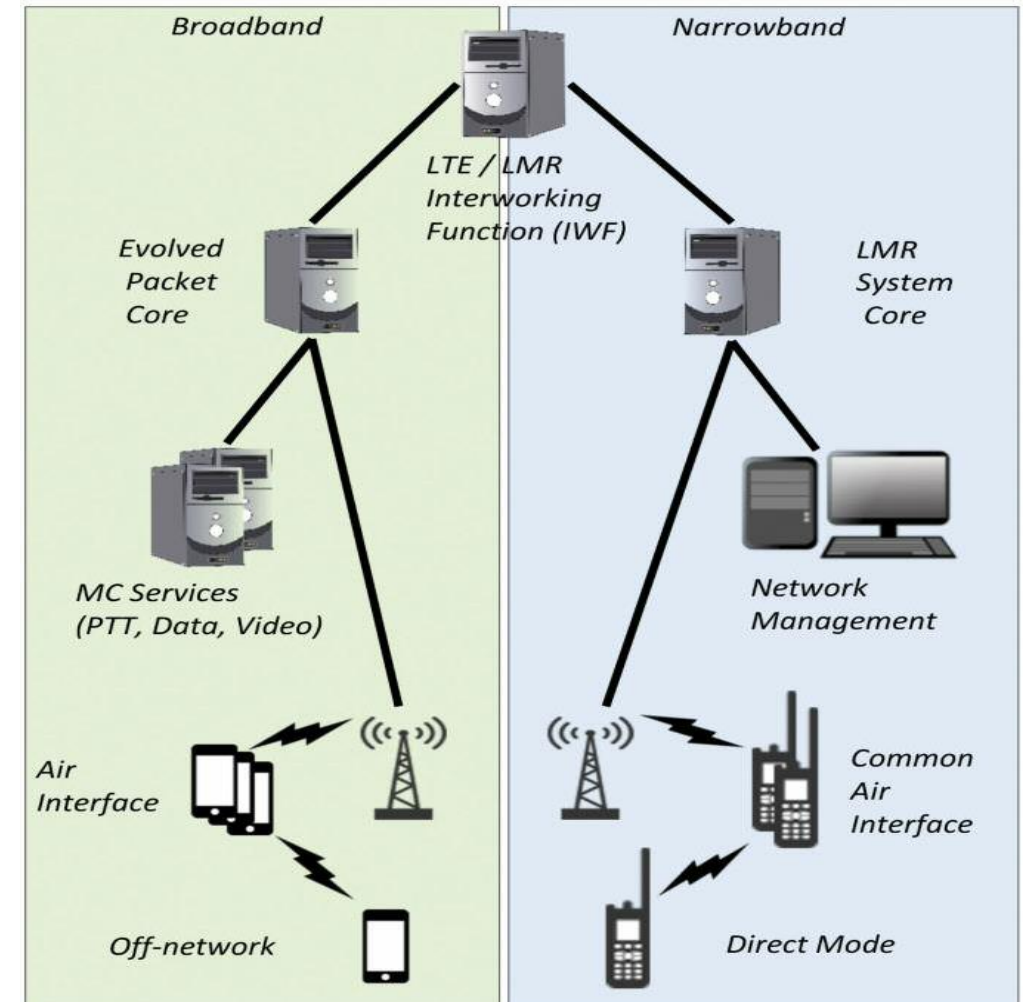 Broadband
Narrowband
LTE / LMR
Interworking
Function (IWF)
Evolved
Packet
Core
LMR
System
Core
MC Services
(PTT, Data, Video)
Network
Management
Air
Interface
Common
Air
Interface
Off-network
Direct Mode